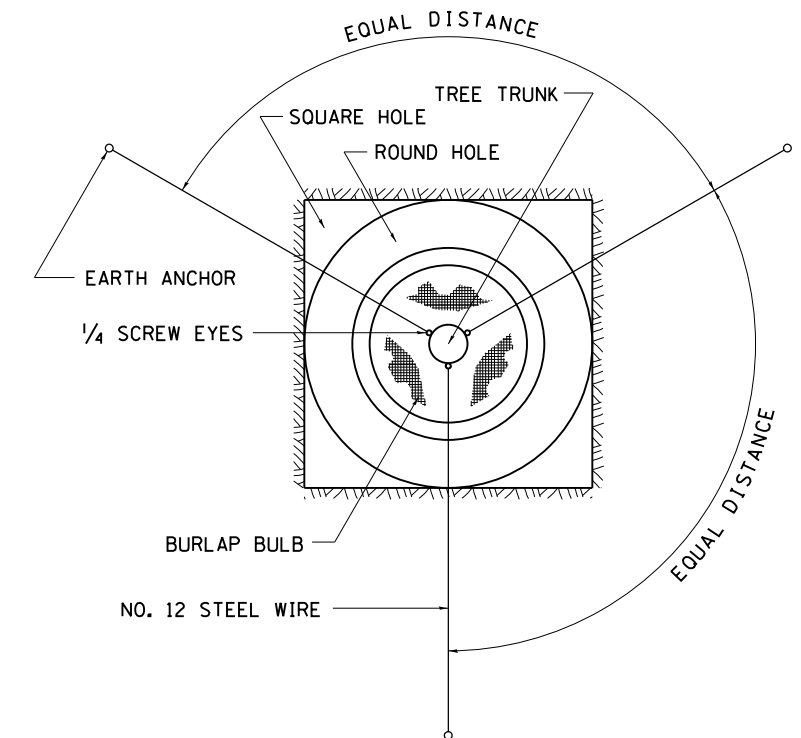 EQUAL DISTANCE
TREE TRUNK
SQUARE HOLE
ROUND HOLE
EARTH ANCHOR
1/4 SCREW EYES
EQUAL DISTANCE
BURLAP BULB
NO. 12 STEEL WIRE